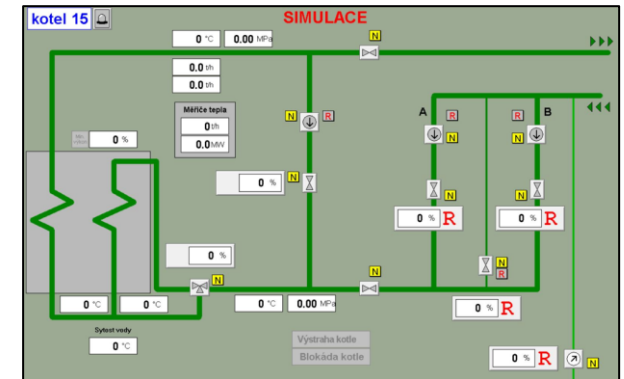 kotel 15 SIMULACE
N
0 °C 0.00 MPa
0.0 t/h
0.0 t/h
Měřiče tepla
0 t/h
0.0 MW
N R
A R R B
N N
0 %
0 % N
N N
0 % R 0 % R
0 %
N
N
N
R
0 °C 0 °C 0 °C 0.00 MPa
0 % R
Sytost vody
0 °C
Výstraha kotle
Blokáda kotle
0 % R N